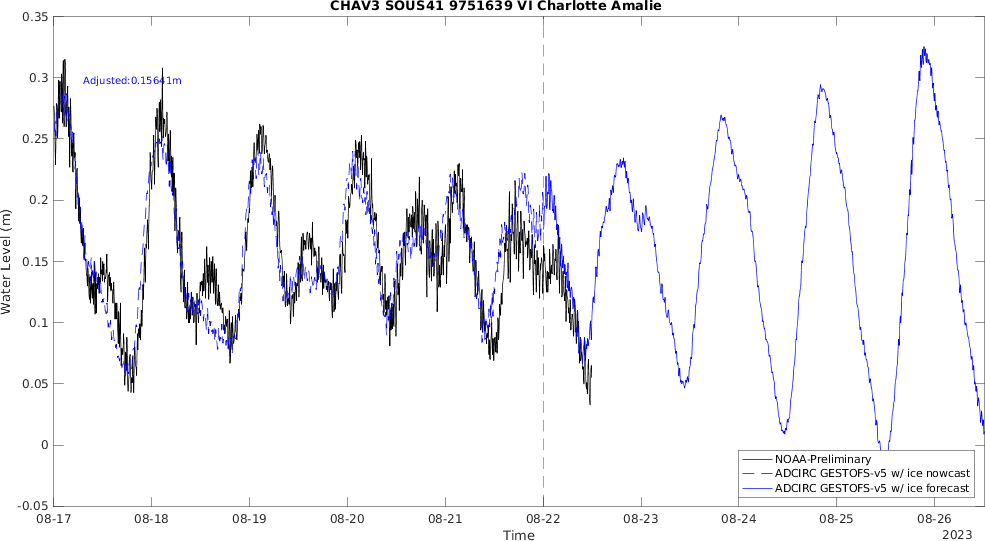 CHAV3 SOUS41 9751639 VI Charlotte Amalie
0.35
0.3
0.25
0.2
0.15
0.1
0.05
0
-0.05
Water Level (m)
Adjusted:0.15641m
NOAA-Preliminary
ADCIRC GESTOFS-v5 w/ ice nowcast
ADCIRC GESTOFS-v5 w/ ice forecast
08-17 08-18 08-19 08-20 08-21 08-22 08-23 08-24 08-25 08-26
Time
2023